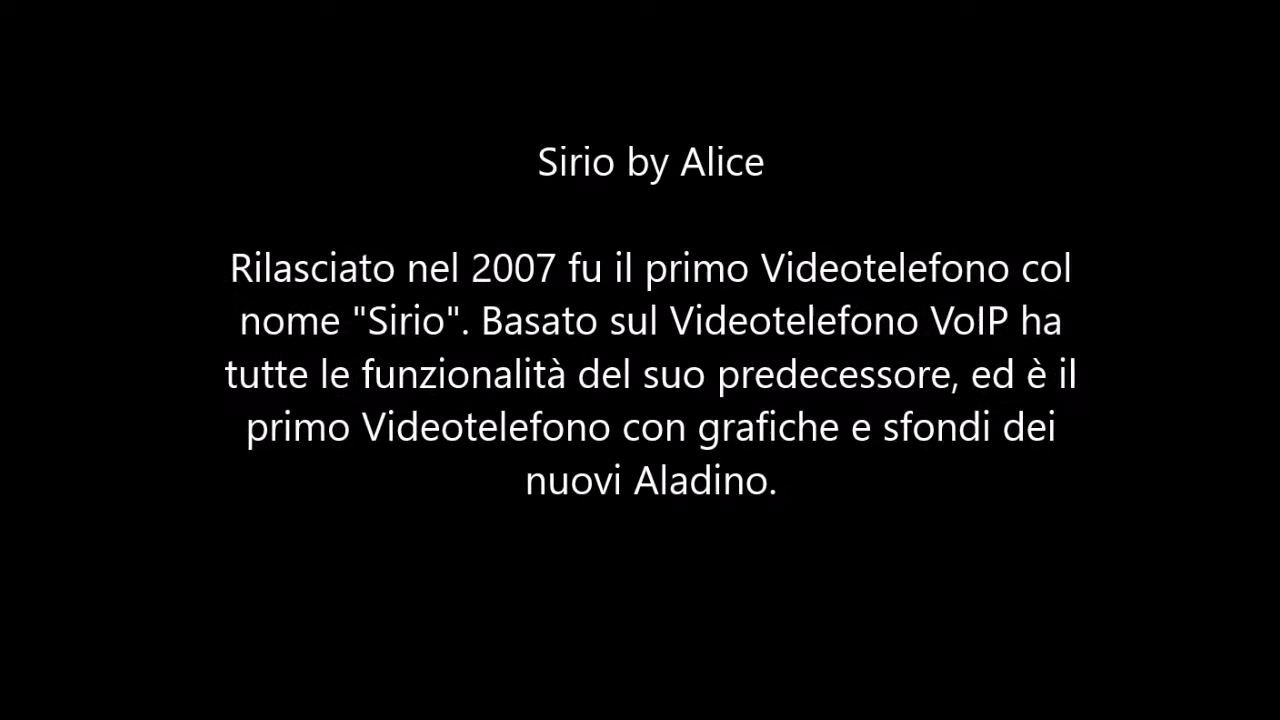 Sirio by Alice
Rilasciato nel 2007 fu il primo Videotelefono col
nome "Sirio". Basato sul Videotelefono VoIP ha
tutte le funzionalità del suo predecessore, ed è il
primo Videotelefono con grafiche e sfondi dei
nuovi Aladino.